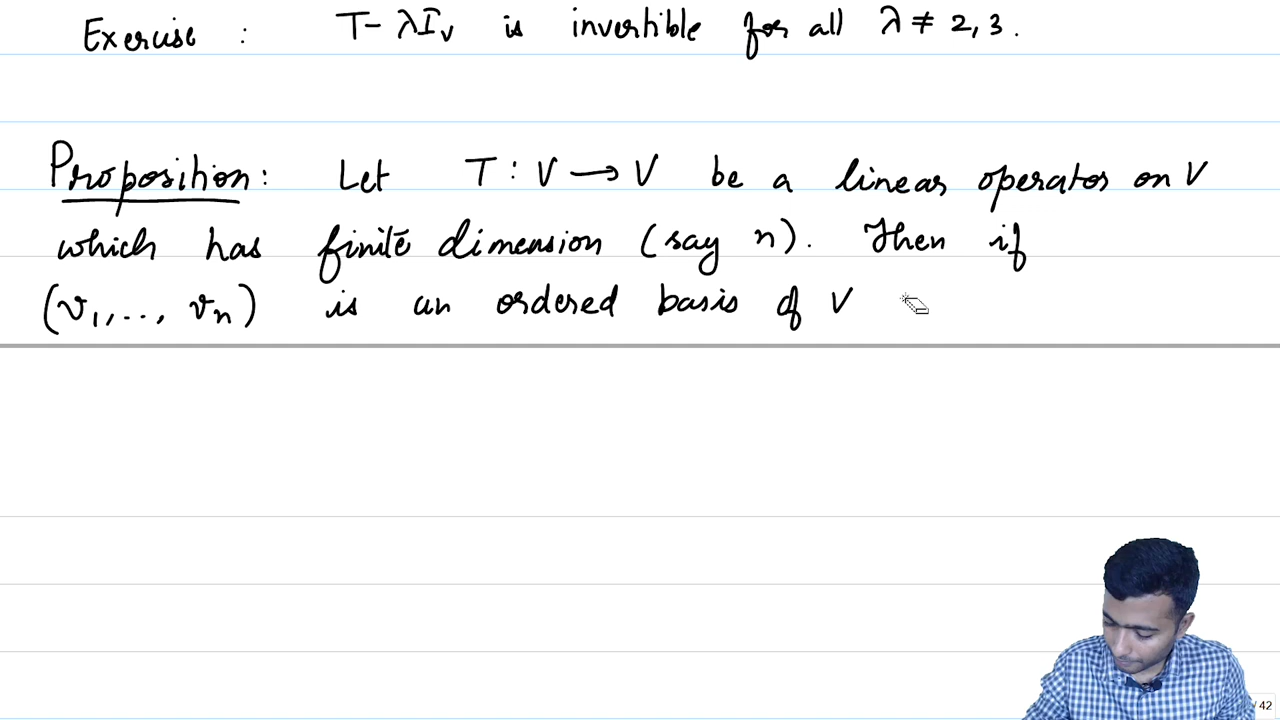 Exercise : T - λI_V is invertible for all λ ≠ 2, 3.
Proposition: Let T : V ⟶ V be a linear operator on V
which has finite dimension (say n). Then if
(v₁, .., vₙ) is an ordered basis of V
/ 42